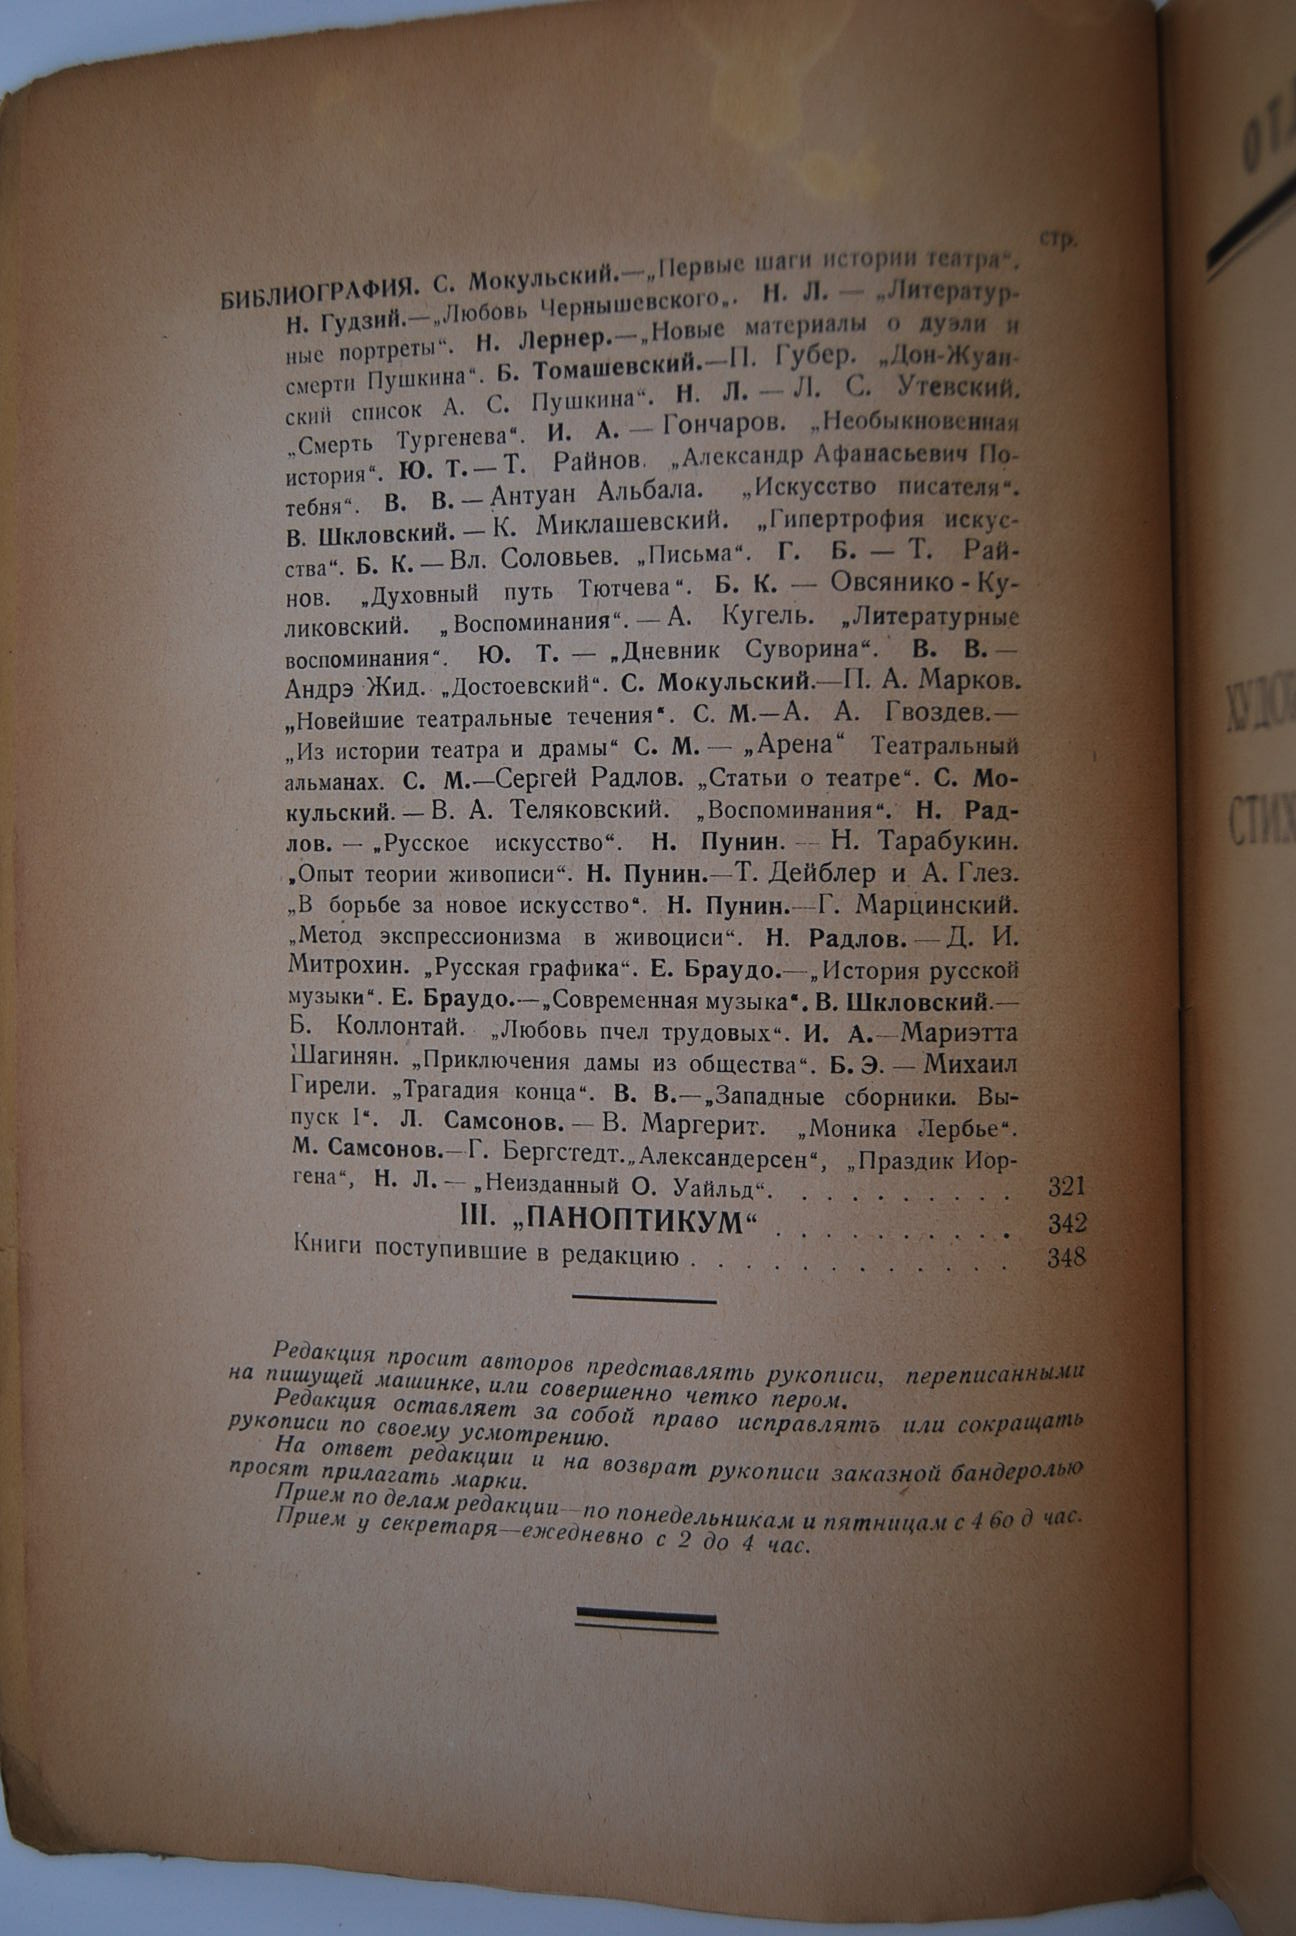 стр.
БИБЛИОГРАФИЯ. С. Мокульский.—„Первые шаги истории театра“.
Н. Гудзий.—„Любовь Чернышевского„. Н. Л. — „Литератур-
ные портреты“. Н. Лернер.—„Новые материалы о дуэли и
смерти Пушкина“. Б. Томашевский.—П. Губер. „Дон-Жуан-
ский список А. С. Пушкина“. Н. Л. — Л. С. Утевский.
„Смерть Тургенева“. И. А. — Гончаров. „Необыкновенная
история“. Ю. Т. — Т. Райнов. „Александр Афанасьевич По-
тебня“. В. В. — Антуан Альбала. „Искусство писателя“.
В. Шкловский. — К. Миклашевский. „Гипертрофия искус-
ства“. Б. К. — Вл. Соловьев. „Письма“. Г. Б. — Т. Рай-
нов. „Духовный путь Тютчева“. Б. К. — Овсянико-Ку-
ликовский. „Воспоминания“. — А. Кугель. „Литературные
воспоминания“. Ю. Т. — „Дневник Суворина“. В. В. —
Андрэ Жид. „Достоевский“. С. Мокульский.—П. А. Марков.
„Новейшие театральные течения“. С. М.—А. А. Гвоздев.—
„Из истории театра и драмы“ С. М. — „Арена“ Театральный
альманах. С. М.—Сергей Радлов. „Статьи о театре“. С. Мо-
кульский. — В. А. Теляковский. „Воспоминания“. Н. Рад-
лов. — „Русское искусство“. Н. Пунин. — Н. Тарабукин.
„Опыт теории живописи“. Н. Пунин.—Т. Дейблер и А. Глез.
„В борьбе за новое искусство“. Н. Пунин.—Г. Марцинский.
„Метод экспрессионизма в живоциси“. Н. Радлов. — Д. И.
Митрохин. „Русская графика“. Е. Браудо.—„История русской
музыки“. Е. Браудо.—„Современная музыка“. В. Шкловский.—
Б. Коллонтай. „Любовь пчел трудовых“. И. А.—Мариэтта
Шагинян. „Приключения дамы из общества“. Б. Э. — Михаил
Гирели. „Трагадия конца“. В. В.—„Западные сборники. Вы-
пуск I“. Л. Самсонов. — В. Маргерит. „Моника Лербье“.
М. Самсонов.—Г. Бергстедт.„Александерсен“, „Праздик Иор-
гена“, Н. Л. — „Неизданный О. Уайльд“. . . . . . . . . . 321
III. „ПАНОПТИКУМ“ . . . . . . . . . . 342
Книги поступившие в редакцию . . . . . . . . . . . . 348
Редакция просит авторов представлять рукописи, переписанными
на пишущей машинке, или совершенно четко пером.
Редакция оставляет за собой право исправлять или сокращать
рукописи по своему усмотрению.
На ответ редакции и на возврат рукописи заказной бандеролью
просят прилагать марки.
Прием по делам редакции—по понедельникам и пятницам с 4 6о д час.
Прием у секретаря—ежедневно с 2 до 4 час.